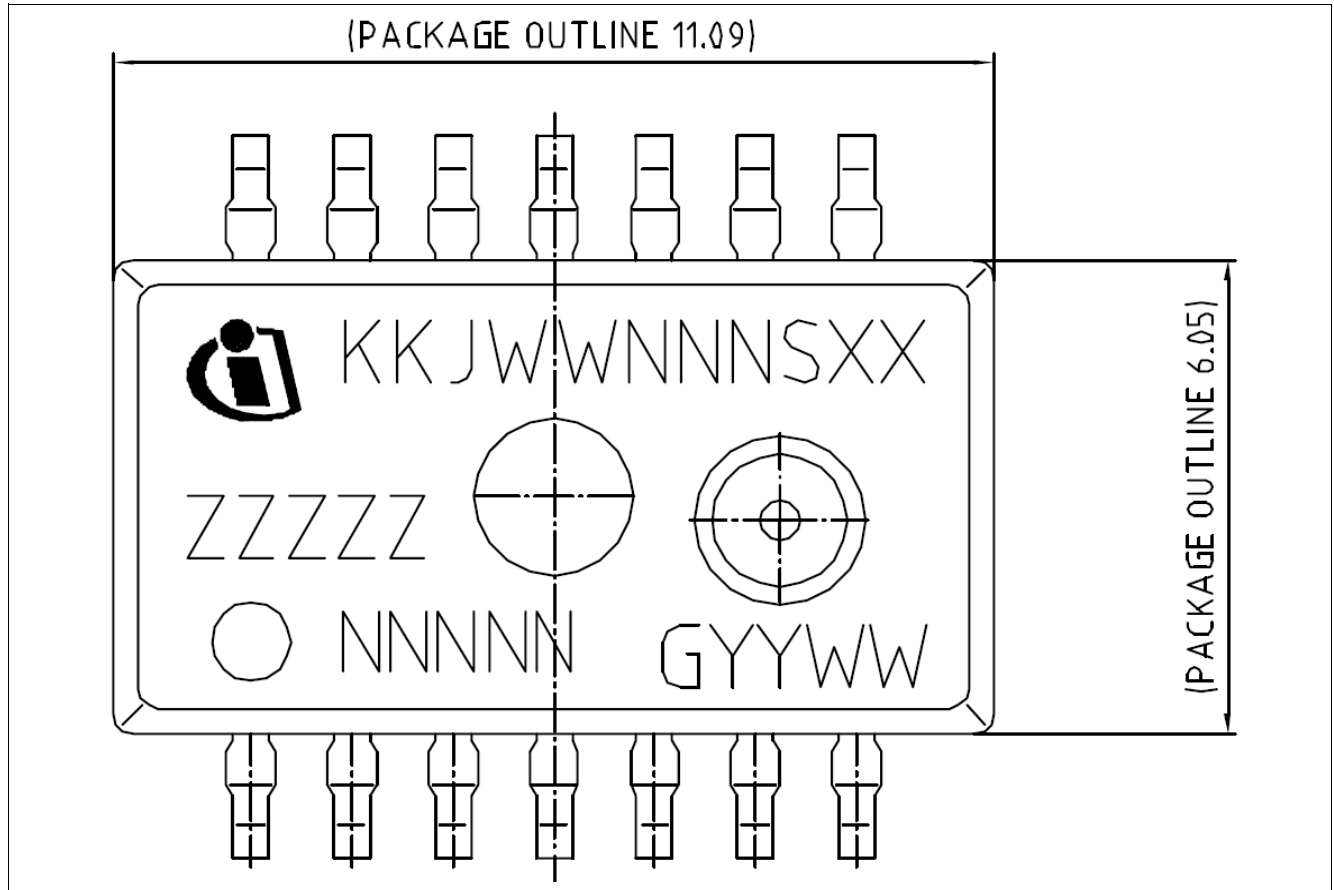 (PACKAGE OUTLINE 11.09)
KKJWWNNNSXX
ZZZZZ
NNNNN
GYYWW
(PACKAGE OUTLINE 6.05)